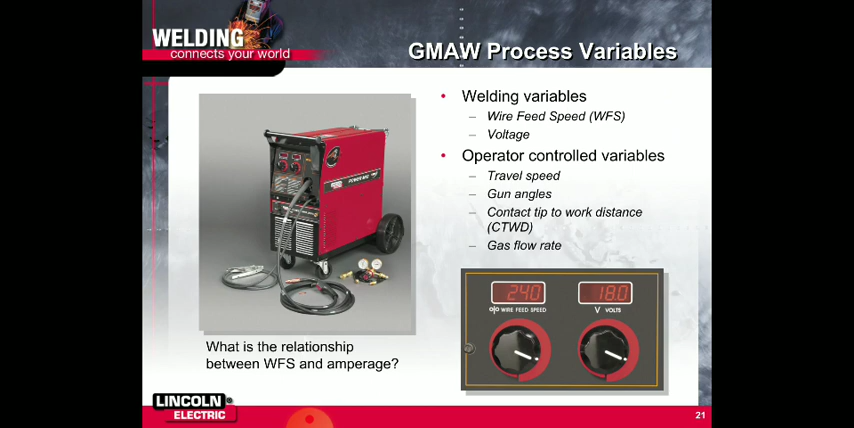 WELDING
connects your world
GMAW Process Variables
• Welding variables
– Wire Feed Speed (WFS)
– Voltage
• Operator controlled variables
– Travel speed
– Gun angles
– Contact tip to work distance
(CTWD)
– Gas flow rate
POWER MIG
240
18.0
WIRE FEED SPEED
V VOLTS
What is the relationship
between WFS and amperage?
LINCOLN
ELECTRIC
21